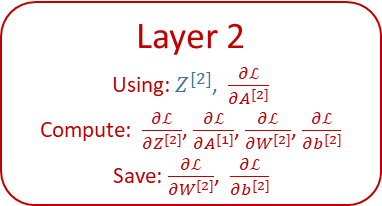 Layer 2
Using: Z^[2], ∂ℒ/∂A^[2]
Compute: ∂ℒ/∂Z^[2], ∂ℒ/∂A^[1], ∂ℒ/∂W^[2], ∂ℒ/∂b^[2]
Save: ∂ℒ/∂W^[2], ∂ℒ/∂b^[2]